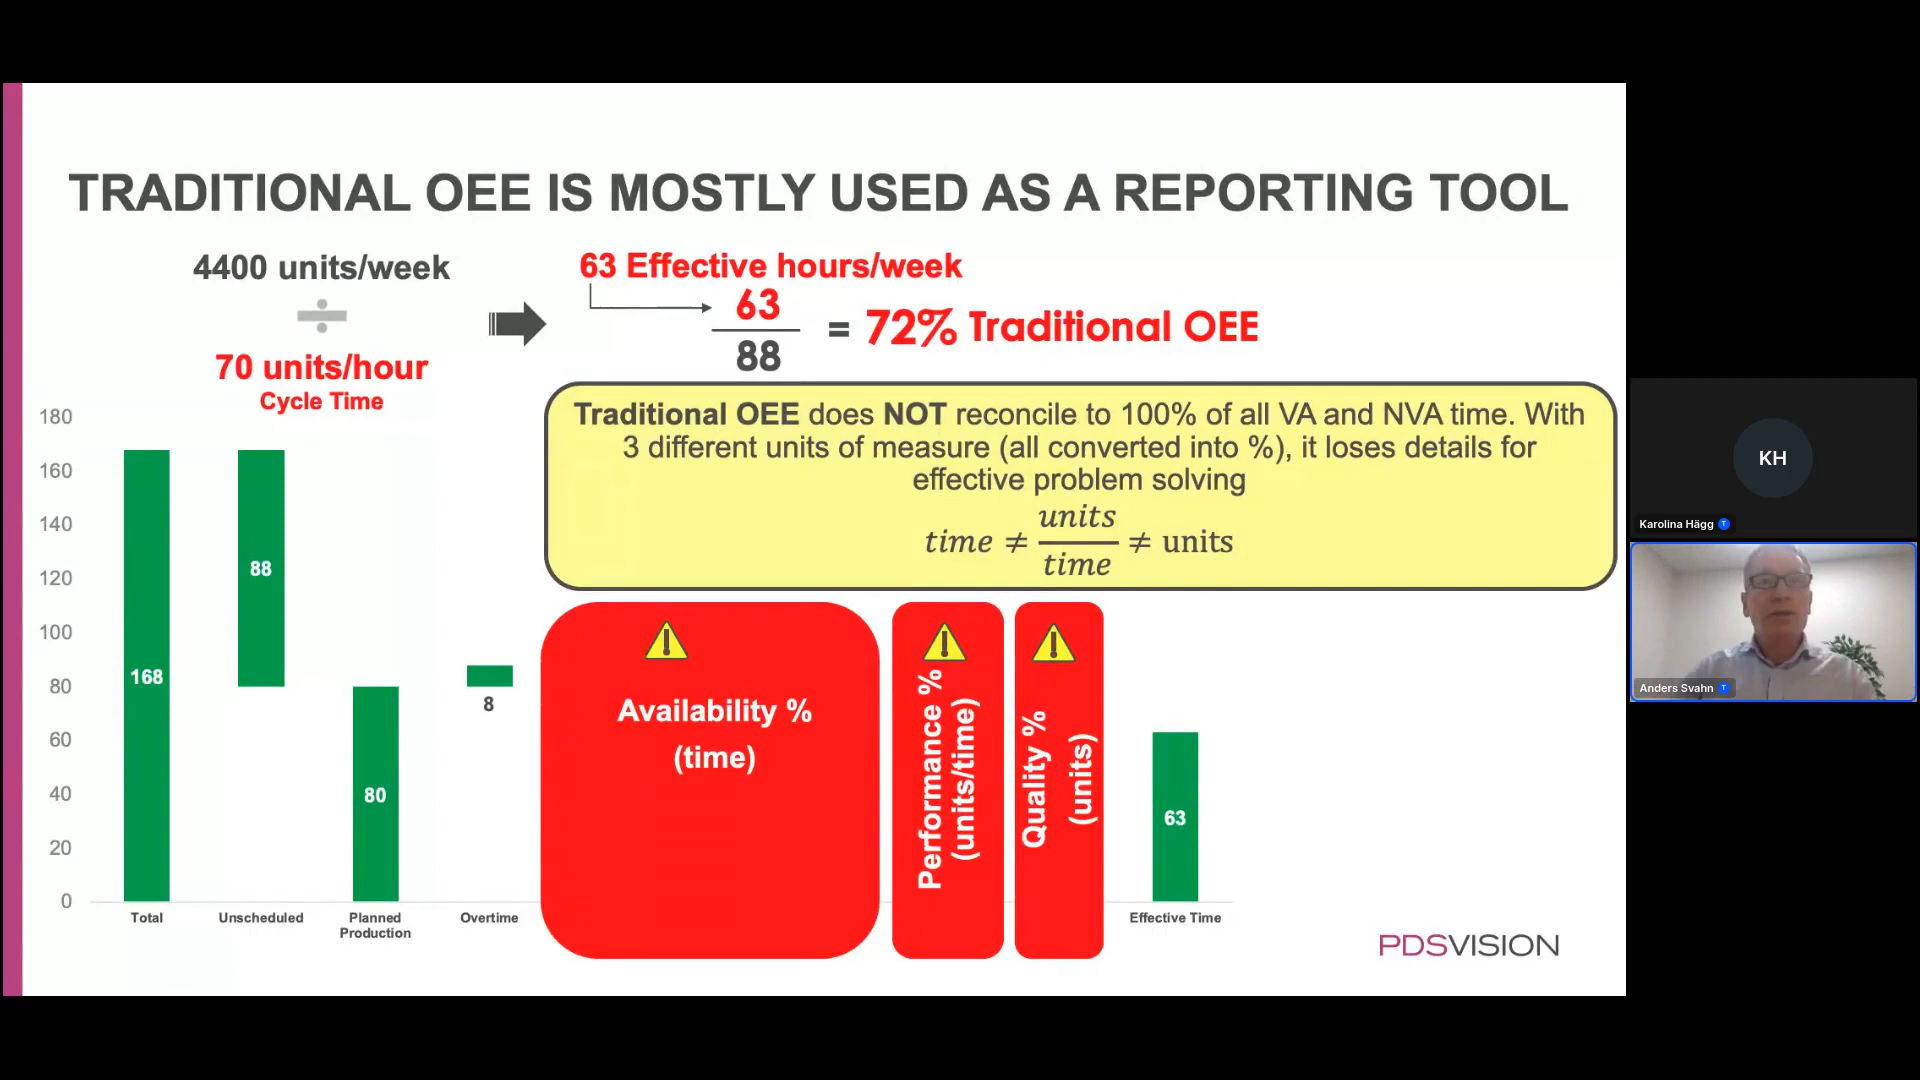 TRADITIONAL OEE IS MOSTLY USED AS A REPORTING TOOL
4400 units/week
÷
70 units/hour
Cycle Time
63 Effective hours/week
63
88
= 72% Traditional OEE
Traditional OEE does NOT reconcile to 100% of all VA and NVA time. With
3 different units of measure (all converted into %), it loses details for
effective problem solving
time ≠ units/time ≠ units
180
160
140
120
100
80
60
40
20
0
168
88
80
8
63
Availability %
(time)
Performance %
(units/time)
Quality %
(units)
Total
Unscheduled
Planned
Production
Overtime
Effective Time
PDSVISION
KH
Karolina Hägg T
Anders Svahn T